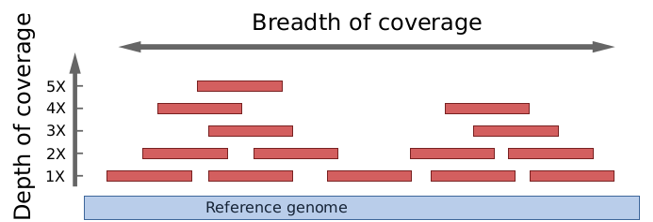 Breadth of coverage
Depth of coverage
5X
4X
3X
2X
1X
Reference genome